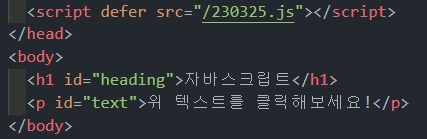 <script defer src="/230325.js"></script>
</head>
<body>
<h1 id="heading">자바스크립트</h1>
<p id="text">위 텍스트를 클릭해보세요!</p>
</body>